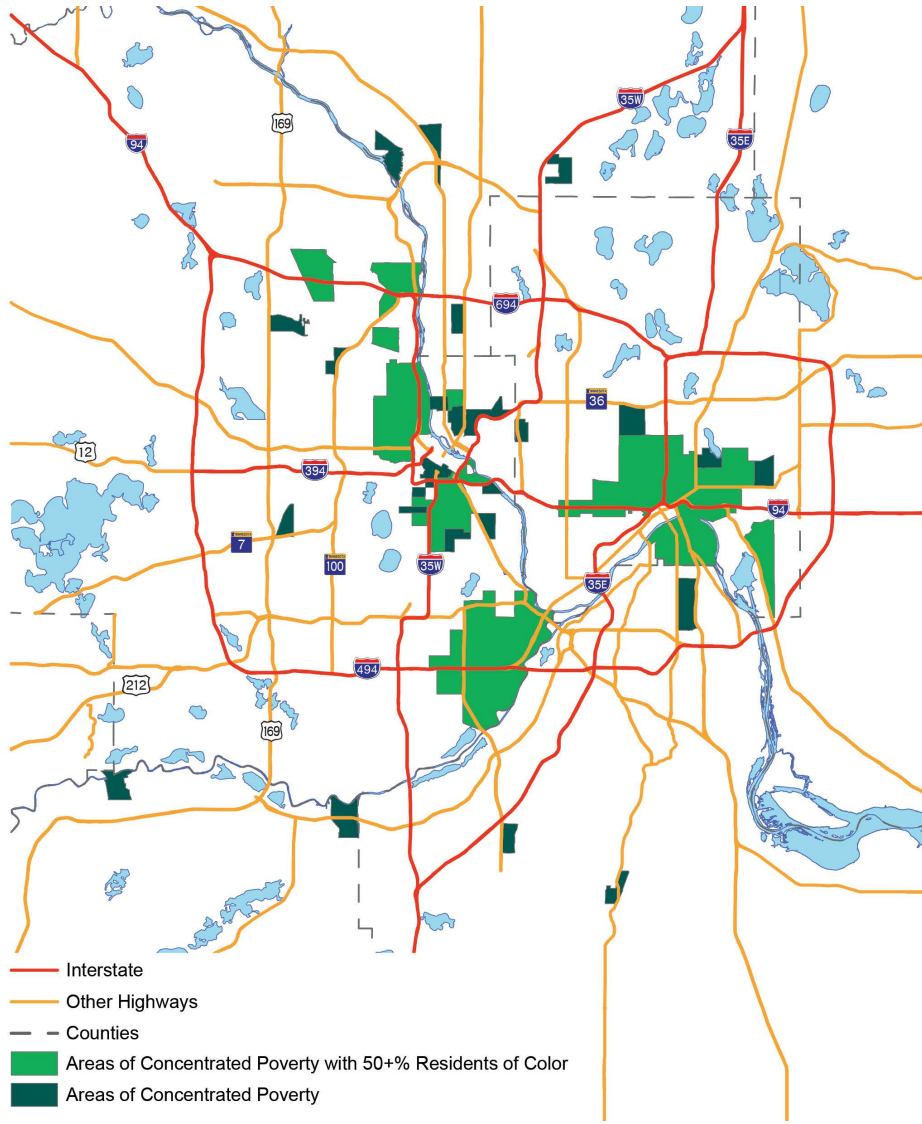 35W
169
35E
94
694
36
12
394
94
7
100
35W
35E
494
212
169
Interstate
Other Highways
Counties
Areas of Concentrated Poverty with 50+% Residents of Color
Areas of Concentrated Poverty